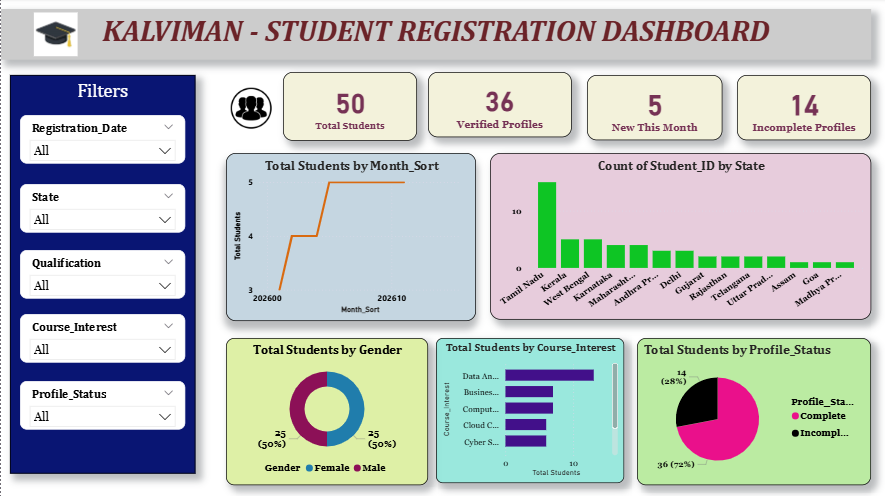 KALVIMAN - STUDENT REGISTRATION DASHBOARD
Filters
Registration_Date
All
State
All
Qualification
All
Course_Interest
All
Profile_Status
All
50
Total Students
36
Verified Profiles
5
New This Month
14
Incomplete Profiles
Total Students by Month_Sort
Total Students
5
4
3
202600
202610
Month_Sort
Count of Student_ID by State
10
0
Tamil Nadu
Kerala
West Bengal
Karnataka
Maharasht...
Andhra Pr...
Delhi
Gujarat
Rajasthan
Telangana
Uttar Prad...
Assam
Goa
Madhya Pr...
Total Students by Gender
25
(50%)
25
(50%)
Gender Female Male
Total Students by Course_Interest
Course_Interest
Data An...
Busines...
Comput...
Cloud C...
Cyber S...
0
10
Total Students
Total Students by Profile_Status
14
(28%)
36 (72%)
Profile_Sta...
Complete
Incompl...